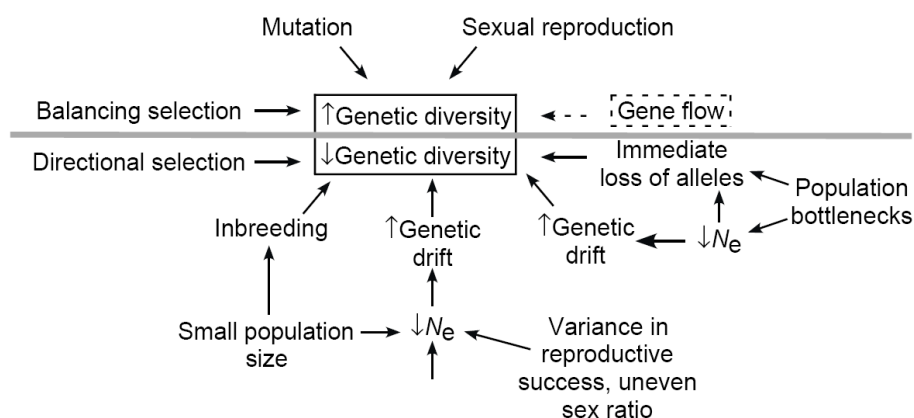 Mutation
Sexual reproduction
Balancing selection
↑Genetic diversity
Gene flow
Directional selection
↓Genetic diversity
Immediate
loss of alleles
Population
bottlenecks
Inbreeding
↑Genetic
drift
↑Genetic
drift
↓Ne
Small population
size
↓Ne
Variance in
reproductive
success, uneven
sex ratio